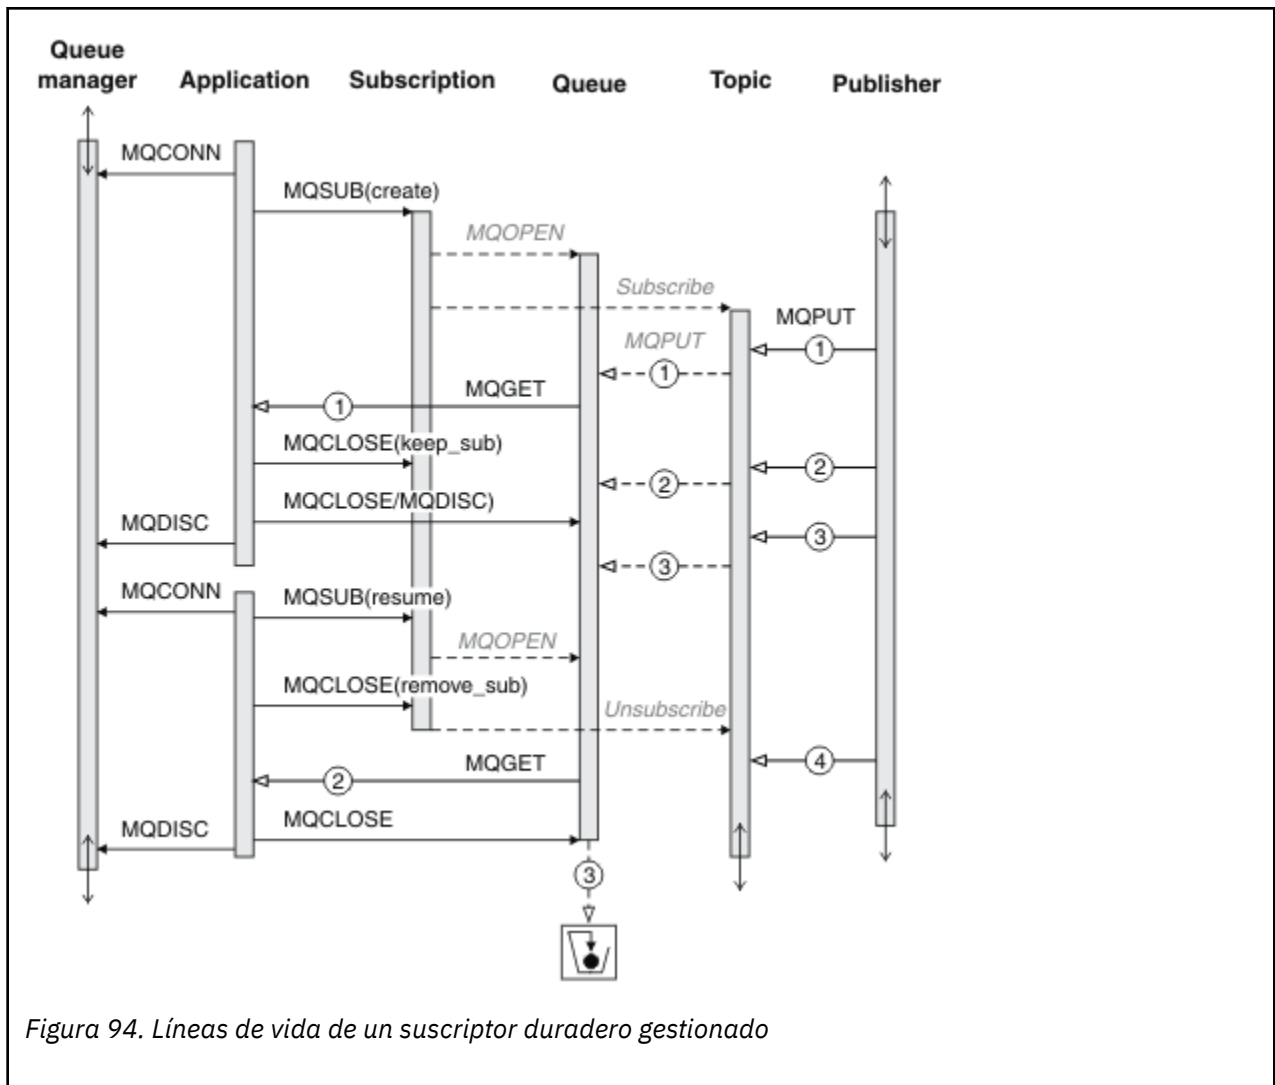 Queue
manager Application Subscription Queue Topic Publisher
MQCONN
MQSUB(create)
MQOPEN
Subscribe
MQPUT
MQPUT
1
1
MQGET
1
MQCLOSE(keep_sub)
2
2
MQCLOSE/MQDISC)
MQDISC
3
3
MQCONN
MQSUB(resume)
MQOPEN
MQCLOSE(remove_sub)
Unsubscribe
4
MQGET
2
MQCLOSE
MQDISC
3
Figura 94. Líneas de vida de un suscriptor duradero gestionado